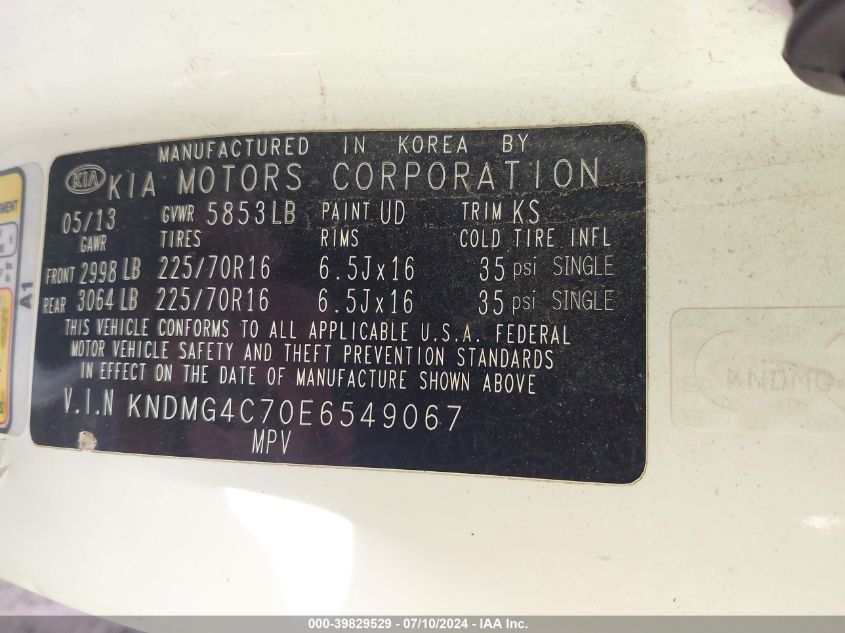 MANUFACTURED IN KOREA BY
KIA KIA MOTORS CORPORATION
05/13 GVWR 5853LB PAINT UD TRIM KS
GAWR TIRES RIMS COLD TIRE INFL
FRONT 2998 LB 225/70R16 6.5Jx16 35 psi SINGLE
REAR 3064 LB 225/70R16 6.5Jx16 35 psi SINGLE
THIS VEHICLE CONFORMS TO ALL APPLICABLE U.S.A. FEDERAL
MOTOR VEHICLE SAFETY AND THEFT PREVENTION STANDARDS
IN EFFECT ON THE DATE OF MANUFACTURE SHOWN ABOVE
V.I.N KNDMG4C70E6549067
MPV
A1
000-39829529 - 07/10/2024 - IAA Inc.